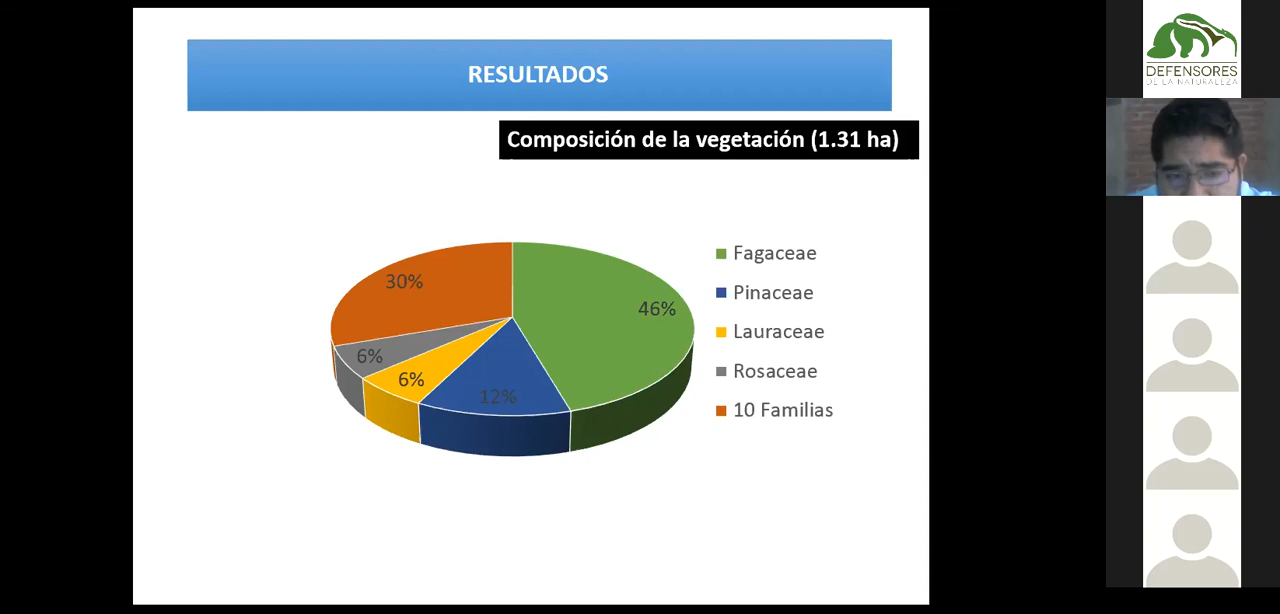 RESULTADOS
Composición de la vegetación (1.31 ha)
30%
46%
6%
6%
12%
Fagaceae
Pinaceae
Lauraceae
Rosaceae
10 Familias
DEFENSORES
DE LA NATURALEZA